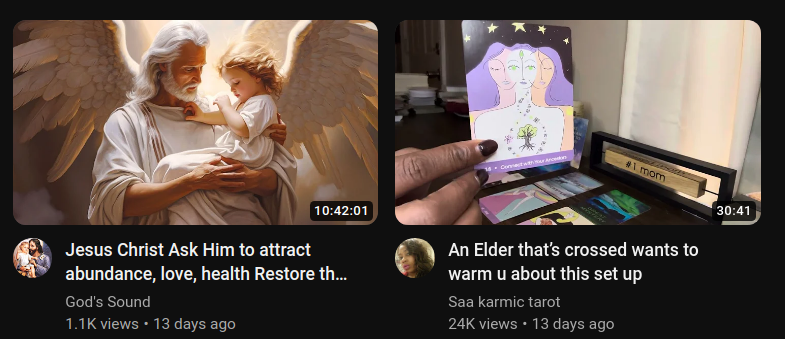 10:42:01
Jesus Christ Ask Him to attract
abundance, love, health Restore th...
God's Sound
1.1K views • 13 days ago
Connect with Your Ancestors
#1 mom
30:41
An Elder that's crossed wants to
warm u about this set up
Saa karmic tarot
24K views • 13 days ago